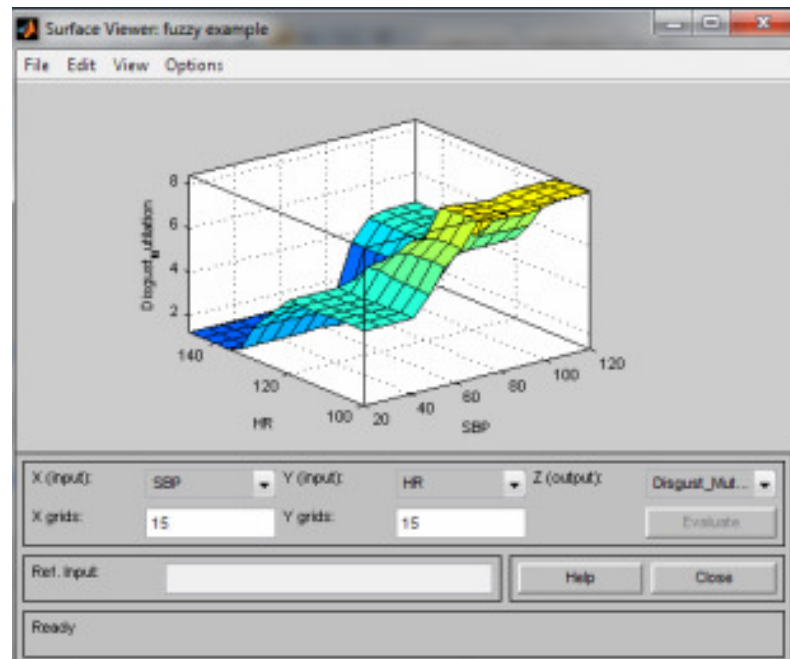 Surface Viewer: fuzzy example
File Edit View Options
8
6
4
2
Disgust_mutilation
140
120
100
HR
20 40 60 80 100 120
SBP
X (input): SBP Y (input): HR Z (output): Disgust_Mut...
X grids: 15 Y grids: 15 Evaluate
Ref. Input: Help Close
Ready